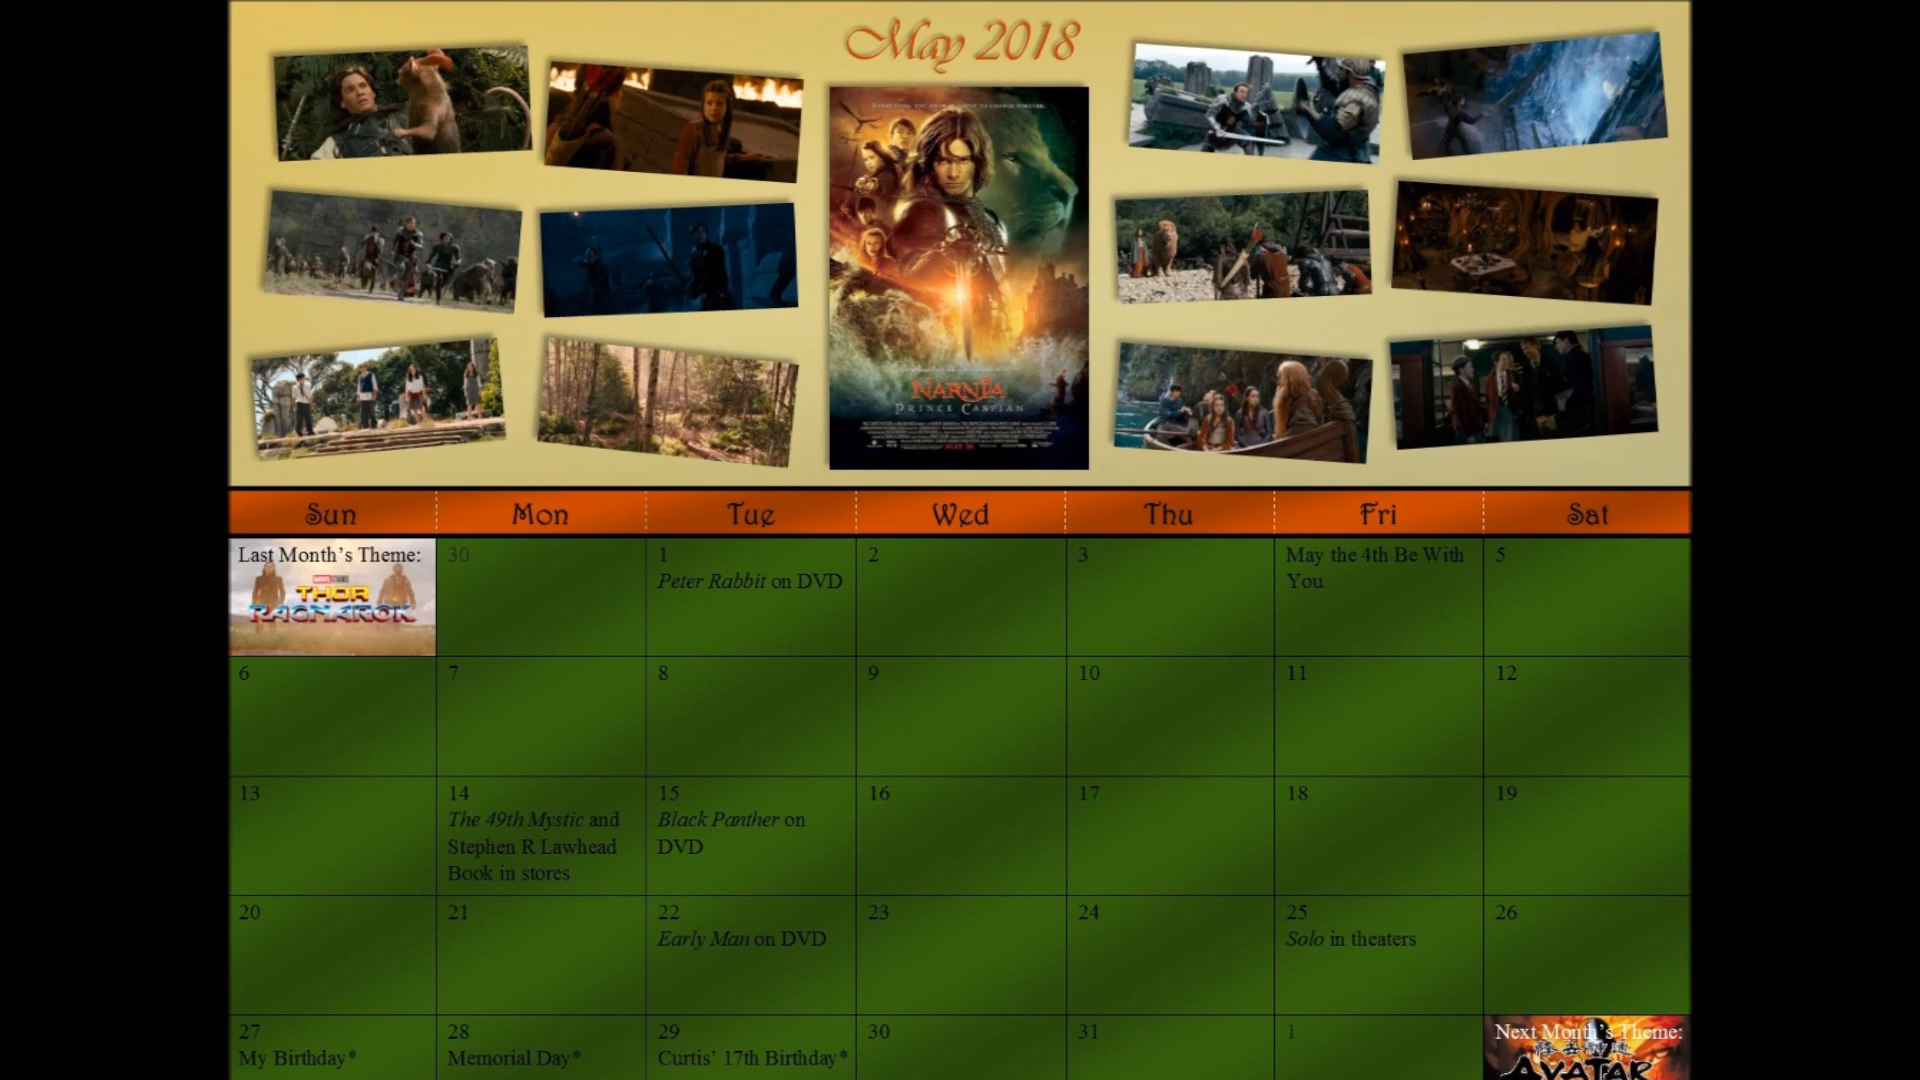 May 2018
NARNIA
PRINCE CASPIAN
Sun Mon Tue Wed Thu Fri Sat
Last Month's Theme:
MARVEL STUDIOS
THOR
RAGNAROK
30
1
Peter Rabbit on DVD
2
3
May the 4th Be With
You
5
6
7
8
9
10
11
12
13
14
The 49th Mystic and
Stephen R Lawhead
Book in stores
15
Black Panther on
DVD
16
17
18
19
20
21
22
Early Man on DVD
23
24
25
Solo in theaters
26
27
My Birthday*
28
Memorial Day*
29
Curtis' 17th Birthday*
30
31
1
Next Month's Theme:
AVATAR